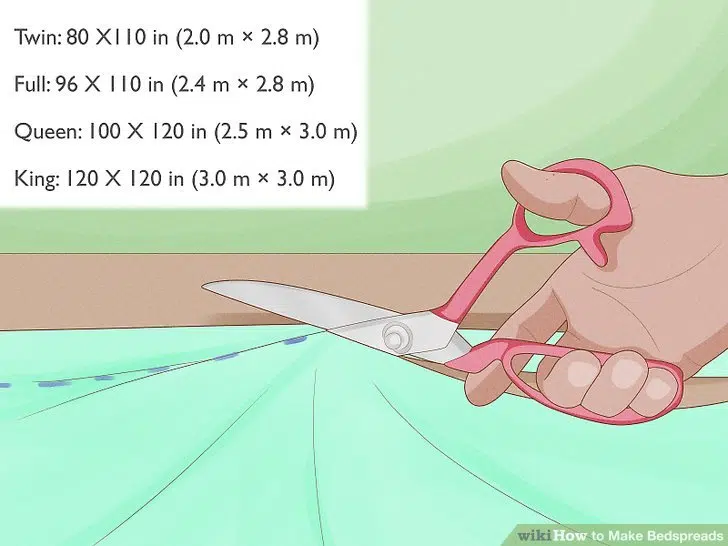 Twin: 80 X110 in (2.0 m × 2.8 m)
Full: 96 X 110 in (2.4 m × 2.8 m)
Queen: 100 X 120 in (2.5 m × 3.0 m)
King: 120 X 120 in (3.0 m × 3.0 m)
wikiHow to Make Bedspreads